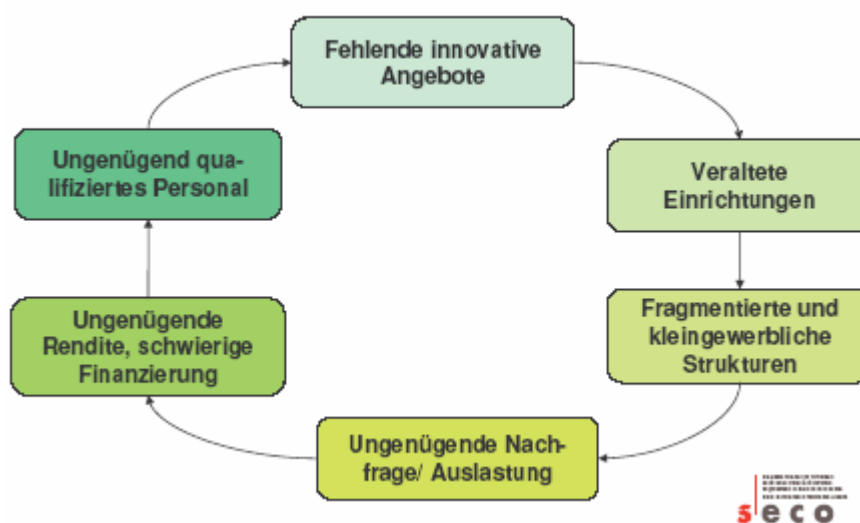 Fehlende innovative
Angebote
Ungenügend qua-
lifiziertes Personal
Veraltete
Einrichtungen
Ungenügende
Rendite, schwierige
Finanzierung
Fragmentierte und
kleingewerbliche
Strukturen
Ungenügende Nach-
frage/ Auslastung
seco